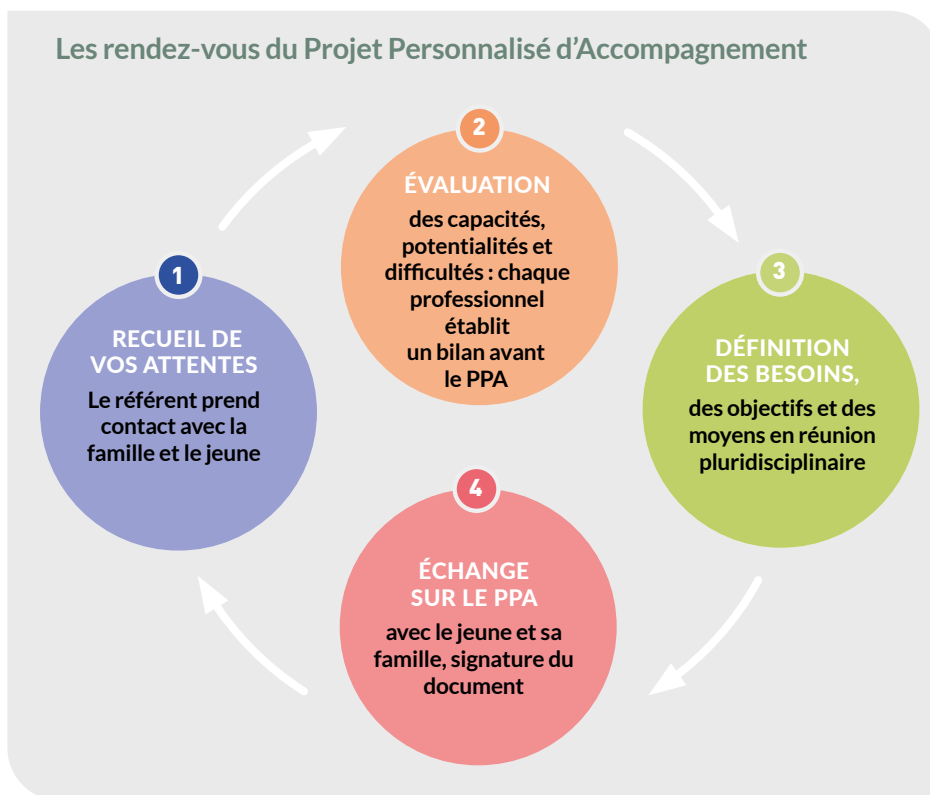 Les rendez-vous du Projet Personnalisé d'Accompagnement
1
RECUEIL DE
VOS ATTENTES
Le référent prend
contact avec la
famille et le jeune
2
ÉVALUATION
des capacités,
potentialités et
difficultés : chaque
professionnel
établit
un bilan avant
le PPA
3
DÉFINITION
DES BESOINS,
des objectifs et des
moyens en réunion
pluridisciplinaire
4
ÉCHANGE
SUR LE PPA
avec le jeune et sa
famille, signature du
document